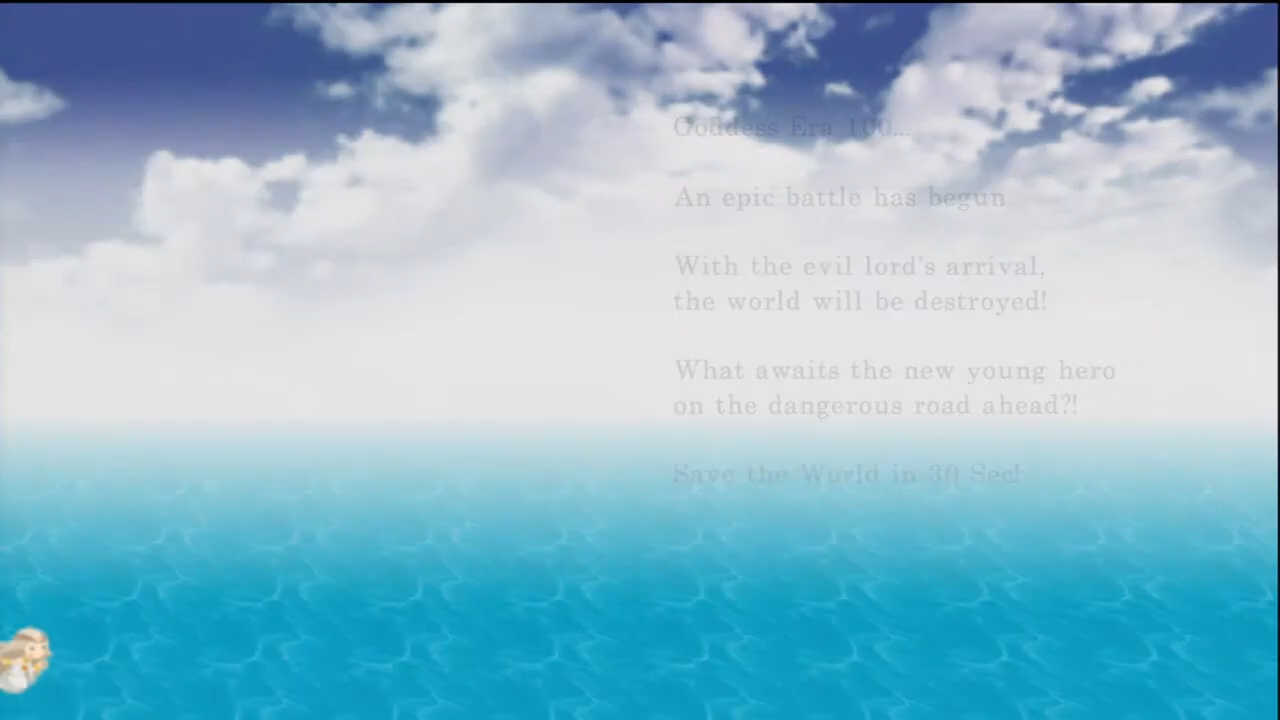 Goddess Era 100...
An epic battle has begun
With the evil lord's arrival,
the world will be destroyed!
What awaits the new young hero
on the dangerous road ahead?!
Save the World in 30 Sec!